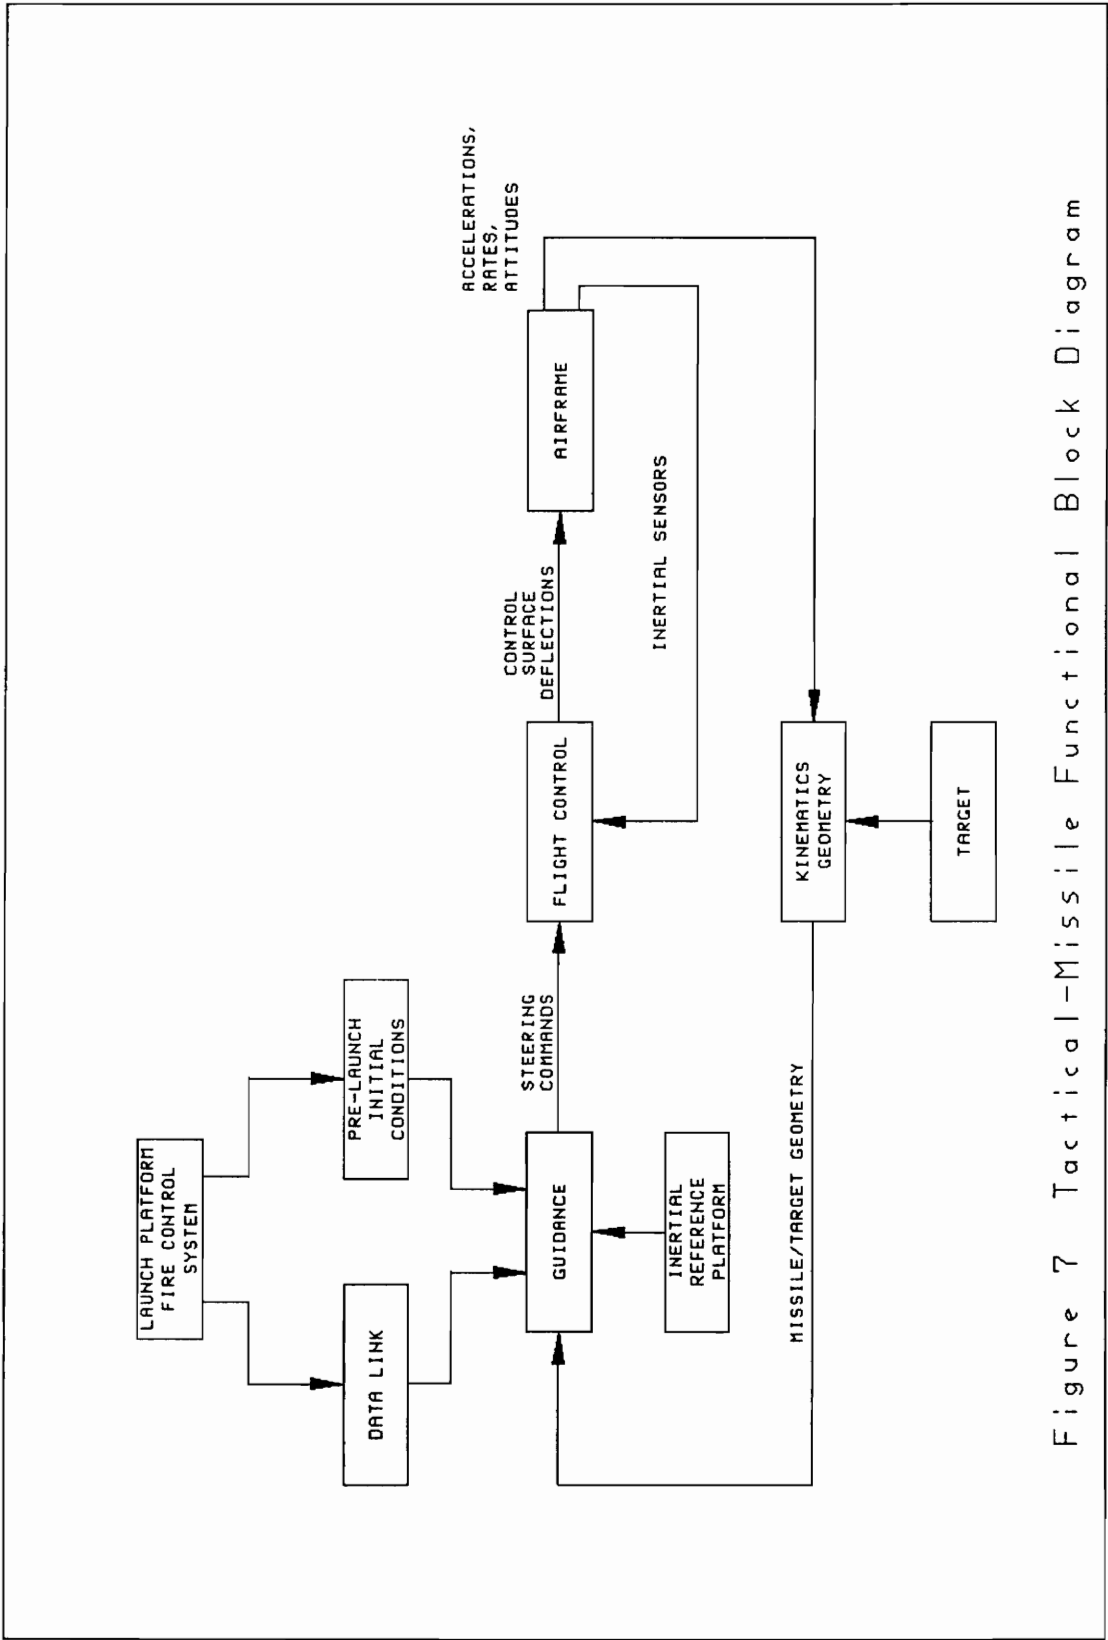 LAUNCH PLATFORM
FIRE CONTROL
SYSTEM
DATA LINK
PRE-LAUNCH
INITIAL
CONDITIONS
GUIDANCE
STEERING
COMMANDS
FLIGHT CONTROL
CONTROL
SURFACE
DEFLECTIONS
AIRFRAME
ACCELERATIONS,
RATES,
ATTITUDES
INERTIAL
REFERENCE
PLATFORM
INERTIAL SENSORS
MISSILE/TARGET GEOMETRY
KINEMATICS
GEOMETRY
TARGET
Figure 7 Tactical-Missile Functional Block Diagram